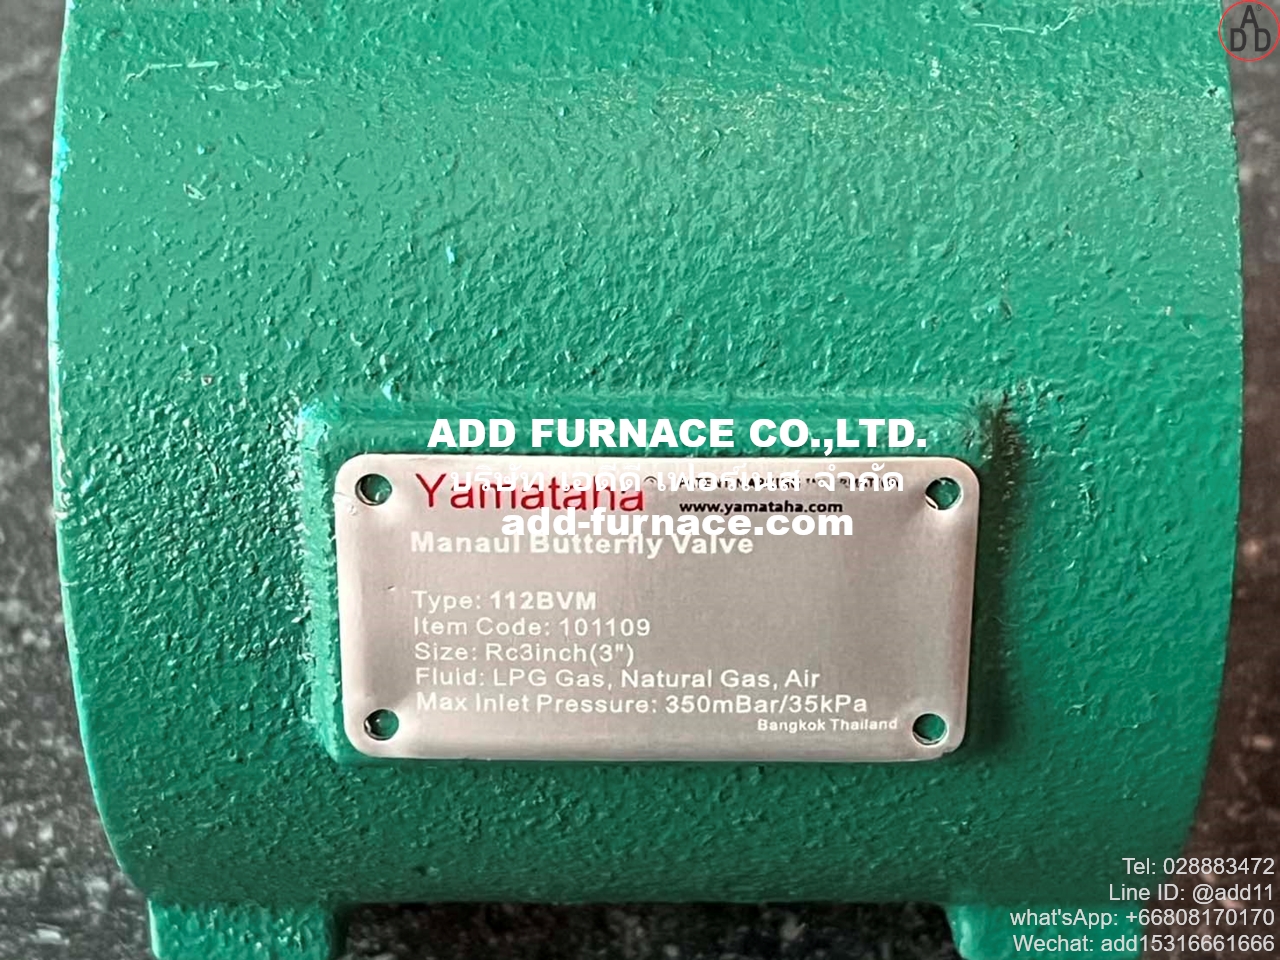 A
DDD
ADD FURNACE CO.,LTD.
บริษัท เอดีดี เฟอร์เนส จำกัด
Yamataha ®
www.yamataha.com
add-furnace.com
Manaul Butterfly Valve
Type: 112BVM
Item Code: 101109
Size: Rc3inch(3")
Fluid: LPG Gas, Natural Gas, Air
Max Inlet Pressure: 350mBar/35kPa
Bangkok Thailand
Tel: 028883472
Line ID: @add11
what'sApp: +66808170170
Wechat: add15316661666